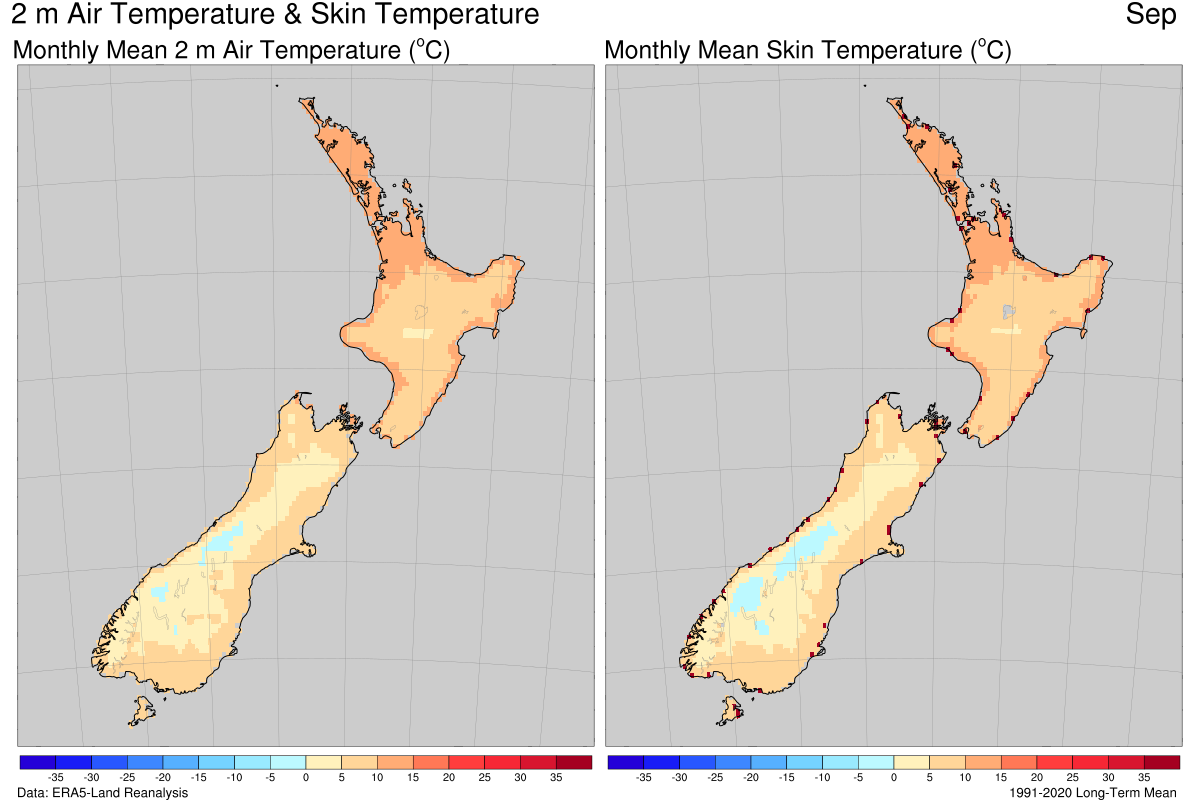 2 m Air Temperature & Skin Temperature Sep
Monthly Mean 2 m Air Temperature (°C) Monthly Mean Skin Temperature (°C)
-35 -30 -25 -20 -15 -10 -5 0 5 10 15 20 25 30 35 -35 -30 -25 -20 -15 -10 -5 0 5 10 15 20 25 30 35
Data: ERA5-Land Reanalysis 1991-2020 Long-Term Mean